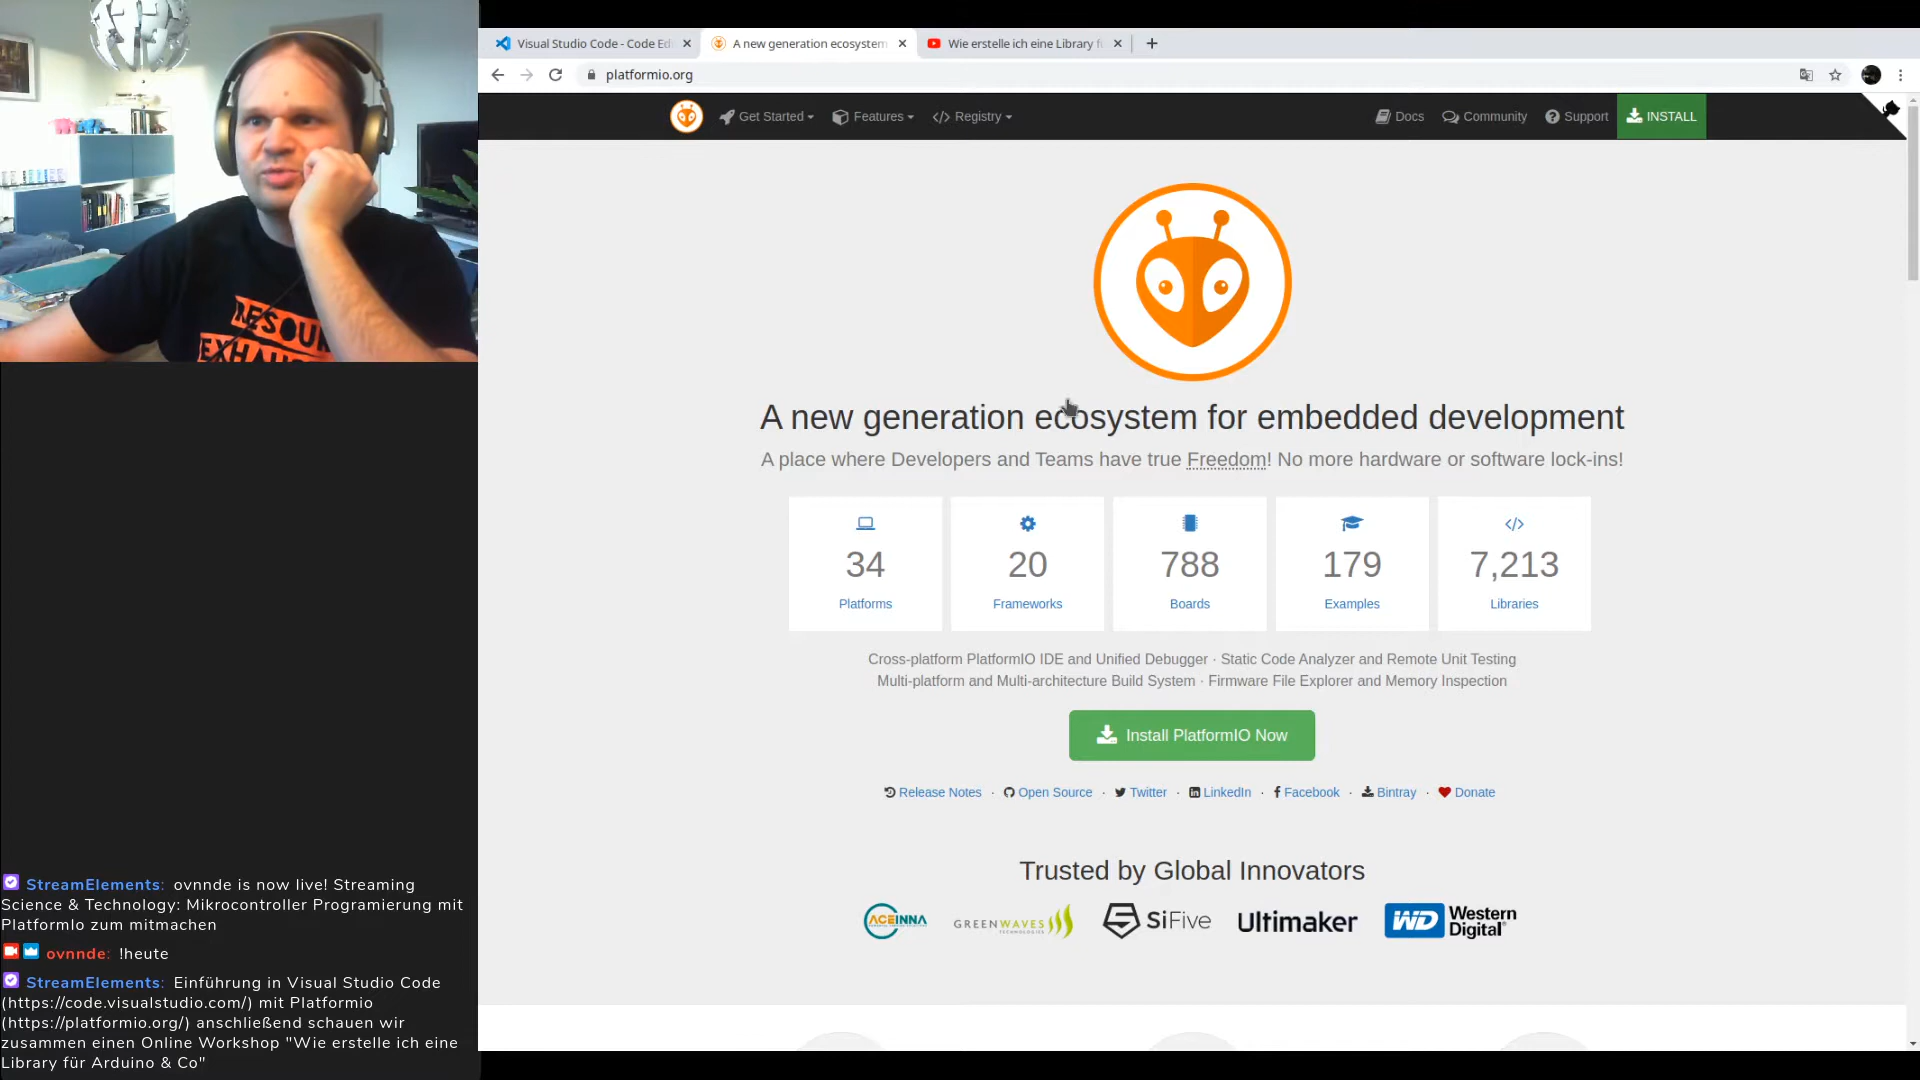 Visual Studio Code - Code Edi
A new generation ecosystem
Wie erstelle ich eine Library f
platformio.org
Get Started
Features
Registry
Docs
Community
Support
INSTALL
A new generation ecosystem for embedded development
A place where Developers and Teams have true Freedom! No more hardware or software lock-ins!
34
20
788
179
7,213
Platforms
Frameworks
Boards
Examples
Libraries
Cross-platform PlatformIO IDE and Unified Debugger · Static Code Analyzer and Remote Unit Testing
Multi-platform and Multi-architecture Build System · Firmware File Explorer and Memory Inspection
Install PlatformIO Now
Release Notes · Open Source · Twitter · LinkedIn · Facebook · Bintray · Donate
Trusted by Global Innovators
ACEINNA
GREENWAVES
TECHNOLOGIES
SiFive
Ultimaker
WD Western
Digital
StreamElements: ovnnde is now live! Streaming
Science & Technology: Mikrocontroller Programierung mit
PlatformIo zum mitmachen
ovnnde: !heute
StreamElements: Einführung in Visual Studio Code
(https://code.visualstudio.com/) mit Platformio
(https://platformio.org/) anschließend schauen wir
zusammen einen Online Workshop "Wie erstelle ich eine
Library für Arduino & Co"